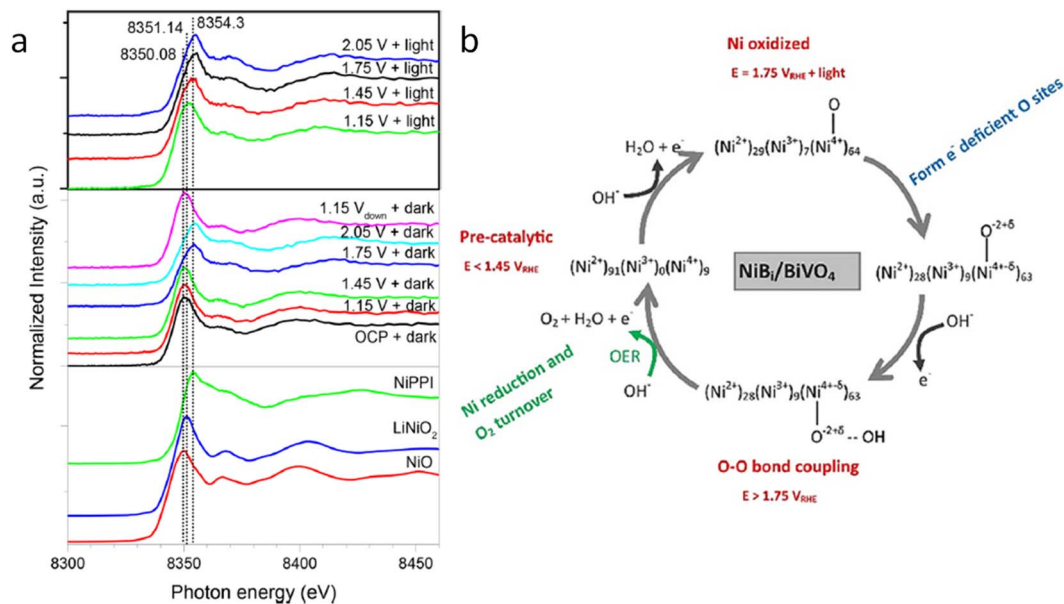 a
8351.14
8354.3
8350.08
2.05 V + light
1.75 V + light
1.45 V + light
1.15 V + light
1.15 V_down + dark
2.05 V + dark
1.75 V + dark
1.45 V + dark
1.15 V + dark
OCP + dark
NiPPI
LiNiO₂
NiO
Normalized Intensity (a.u.)
8300
8350
8400
8450
Photon energy (eV)
b
Ni oxidized
E = 1.75 V_RHE + light
O
(Ni²⁺)₂₉(Ni³⁺)₇(Ni⁴⁺)₆₄
Form e⁻ deficient O sites
H₂O + e⁻
OH⁻
Pre-catalytic
E < 1.45 V_RHE
(Ni²⁺)₉₁(Ni³⁺)₀(Ni⁴⁺)₉
NiBᵢ/BiVO₄
O⁻²⁺ᵟ
(Ni²⁺)₂₈(Ni³⁺)₉(Ni⁴⁺⁻ᵟ)₆₃
OH⁻
e⁻
O₂ + H₂O + e⁻
OER
OH⁻
Ni reduction and
O₂ turnover
(Ni²⁺)₂₈(Ni³⁺)₉(Ni⁴⁺⁻ᵟ)₆₃
O⁻²⁺ᵟ -- OH
O-O bond coupling
E > 1.75 V_RHE